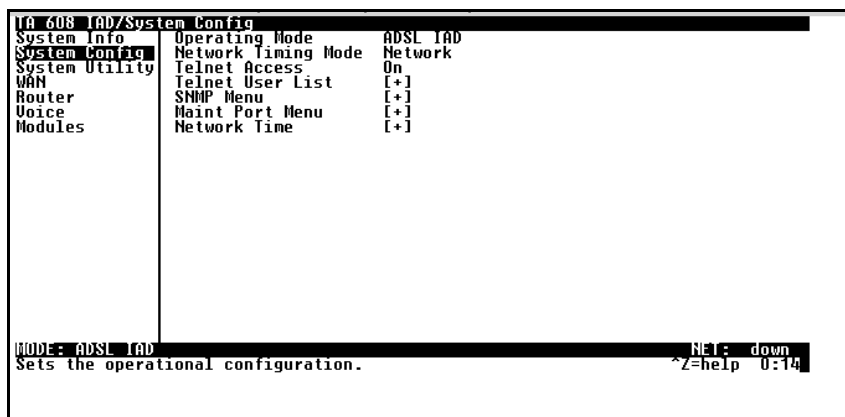 TA 608 IAD/System Config
System Info Operating Mode ADSL IAD
System Config Network Timing Mode Network
System Utility Telnet Access On
WAN Telnet User List [+]
Router SNMP Menu [+]
Voice Maint Port Menu [+]
Modules Network Time [+]
MODE: ADSL IAD NET: down
Sets the operational configuration. ^Z=help 0:14